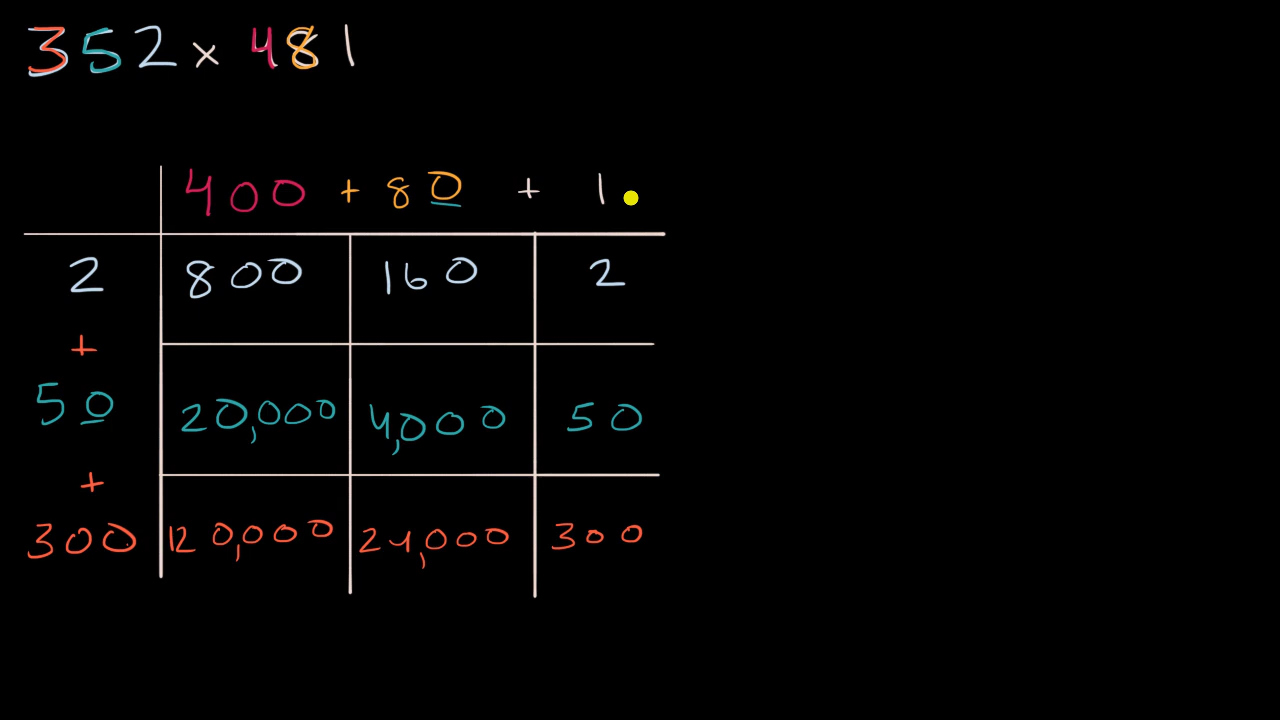 352 × 481
400 + 80 + 1
2 800 160 2
+
50 20,000 4,000 50
+
300 120,000 24,000 300